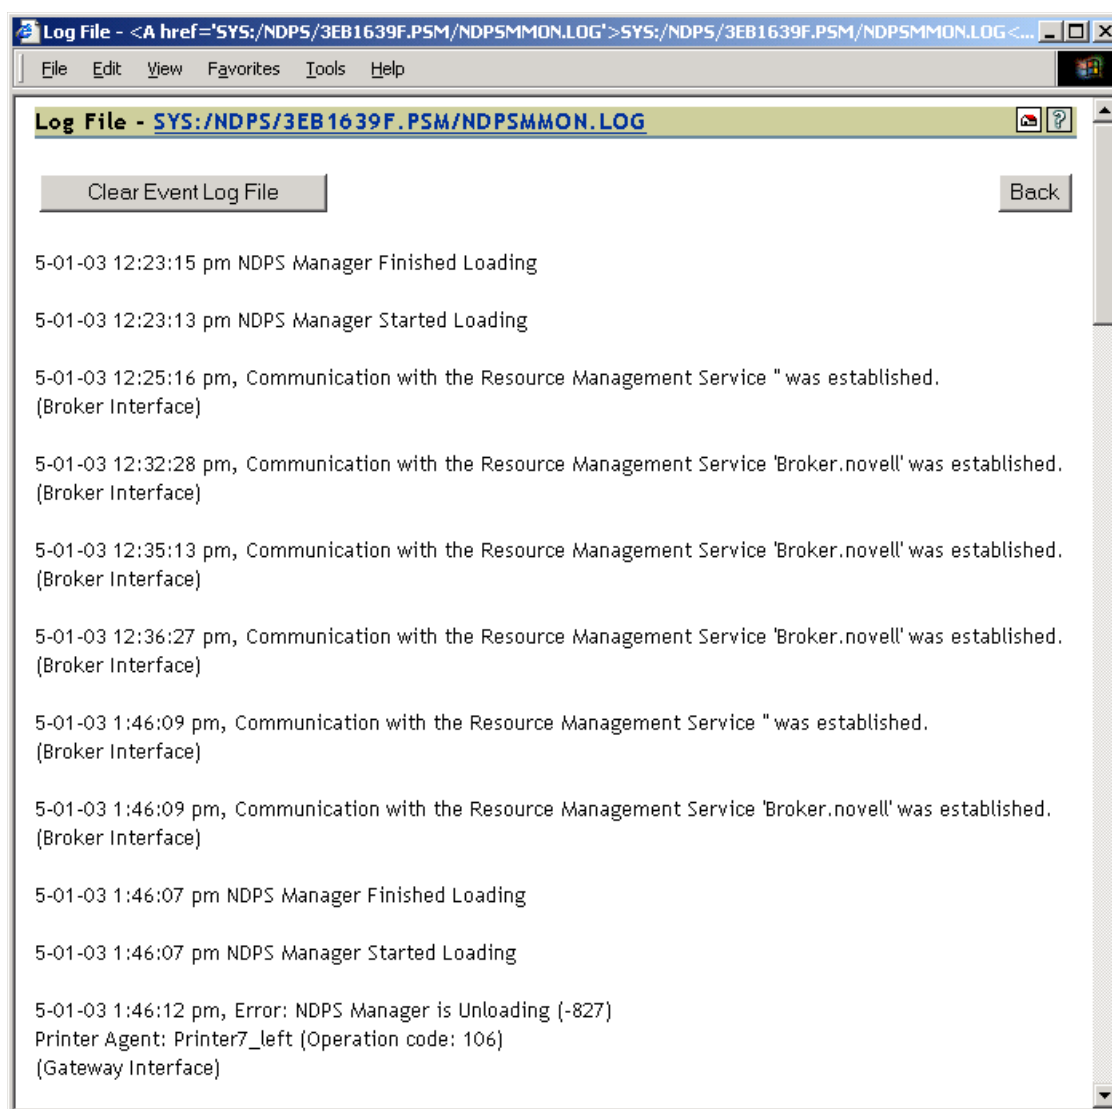 Log File - <A href='SYS:/NDPS/3EB1639F.PSM/NDPSMMON.LOG'>SYS:/NDPS/3EB1639F.PSM/NDPSMMON.LOG<...
File Edit View Favorites Tools Help
Log File - SYS:/NDPS/3EB1639F.PSM/NDPSMMON.LOG ?
Clear Event Log File Back
5-01-03 12:23:15 pm NDPS Manager Finished Loading
5-01-03 12:23:13 pm NDPS Manager Started Loading
5-01-03 12:25:16 pm, Communication with the Resource Management Service '' was established.
(Broker Interface)
5-01-03 12:32:28 pm, Communication with the Resource Management Service 'Broker.novell' was established.
(Broker Interface)
5-01-03 12:35:13 pm, Communication with the Resource Management Service 'Broker.novell' was established.
(Broker Interface)
5-01-03 12:36:27 pm, Communication with the Resource Management Service 'Broker.novell' was established.
(Broker Interface)
5-01-03 1:46:09 pm, Communication with the Resource Management Service '' was established.
(Broker Interface)
5-01-03 1:46:09 pm, Communication with the Resource Management Service 'Broker.novell' was established.
(Broker Interface)
5-01-03 1:46:07 pm NDPS Manager Finished Loading
5-01-03 1:46:07 pm NDPS Manager Started Loading
5-01-03 1:46:12 pm, Error: NDPS Manager is Unloading (-827)
Printer Agent: Printer7_left (Operation code: 106)
(Gateway Interface)